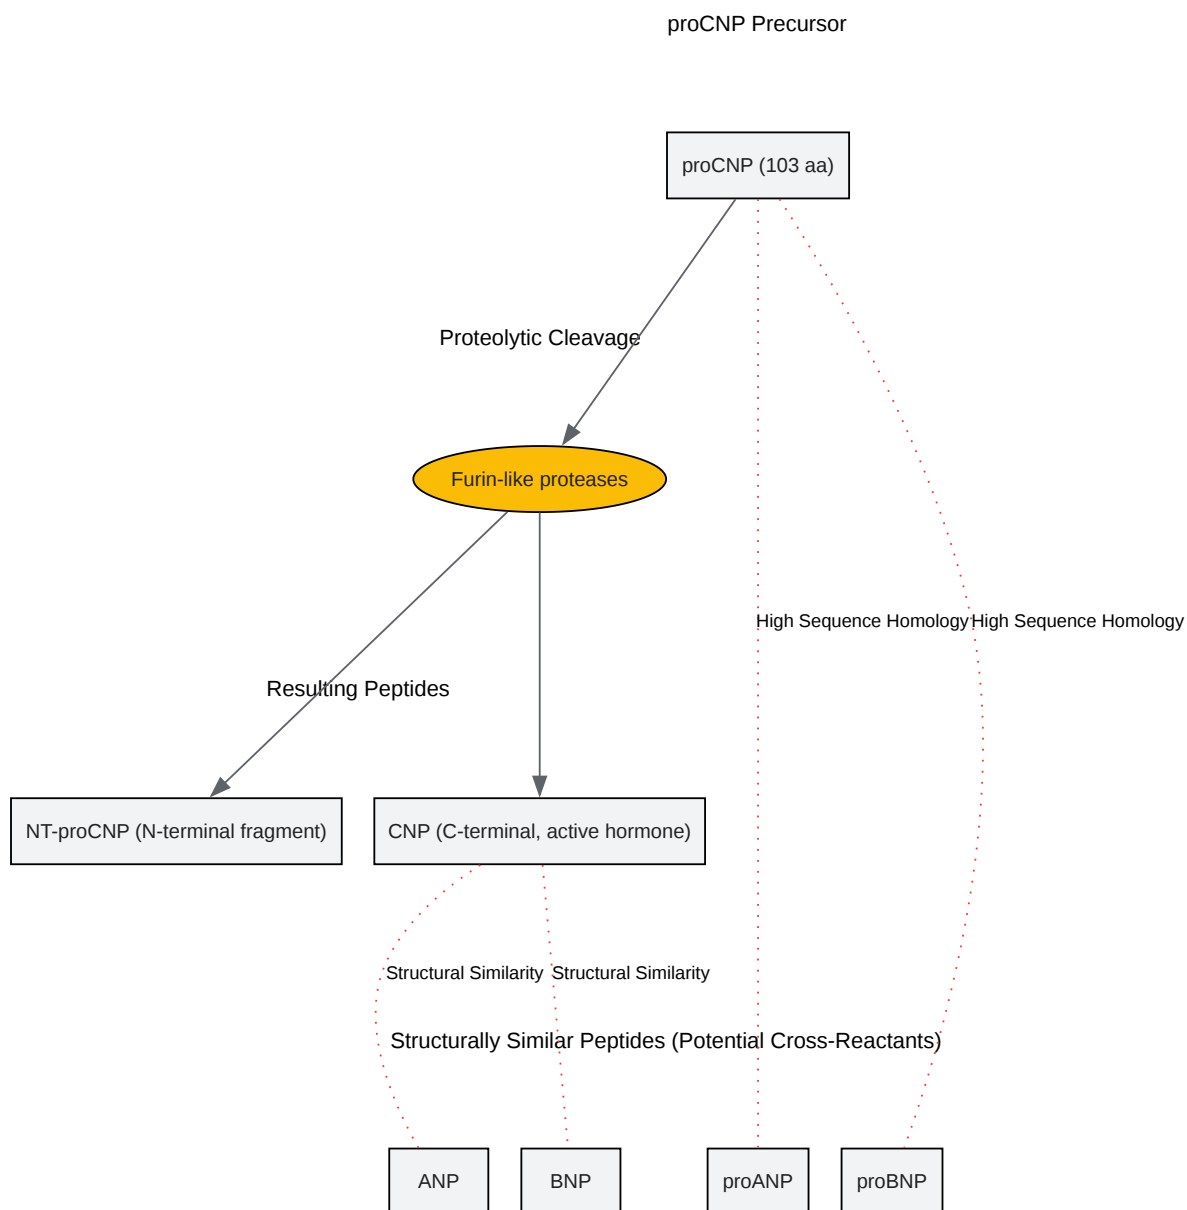 proCNP Precursor
proCNP (103 aa)
Proteolytic Cleavage
Furin-like proteases
High Sequence Homology
High Sequence Homology
Resulting Peptides
NT-proCNP (N-terminal fragment)
CNP (C-terminal, active hormone)
Structural Similarity
Structural Similarity
Structurally Similar Peptides (Potential Cross-Reactants)
ANP
BNP
proANP
proBNP